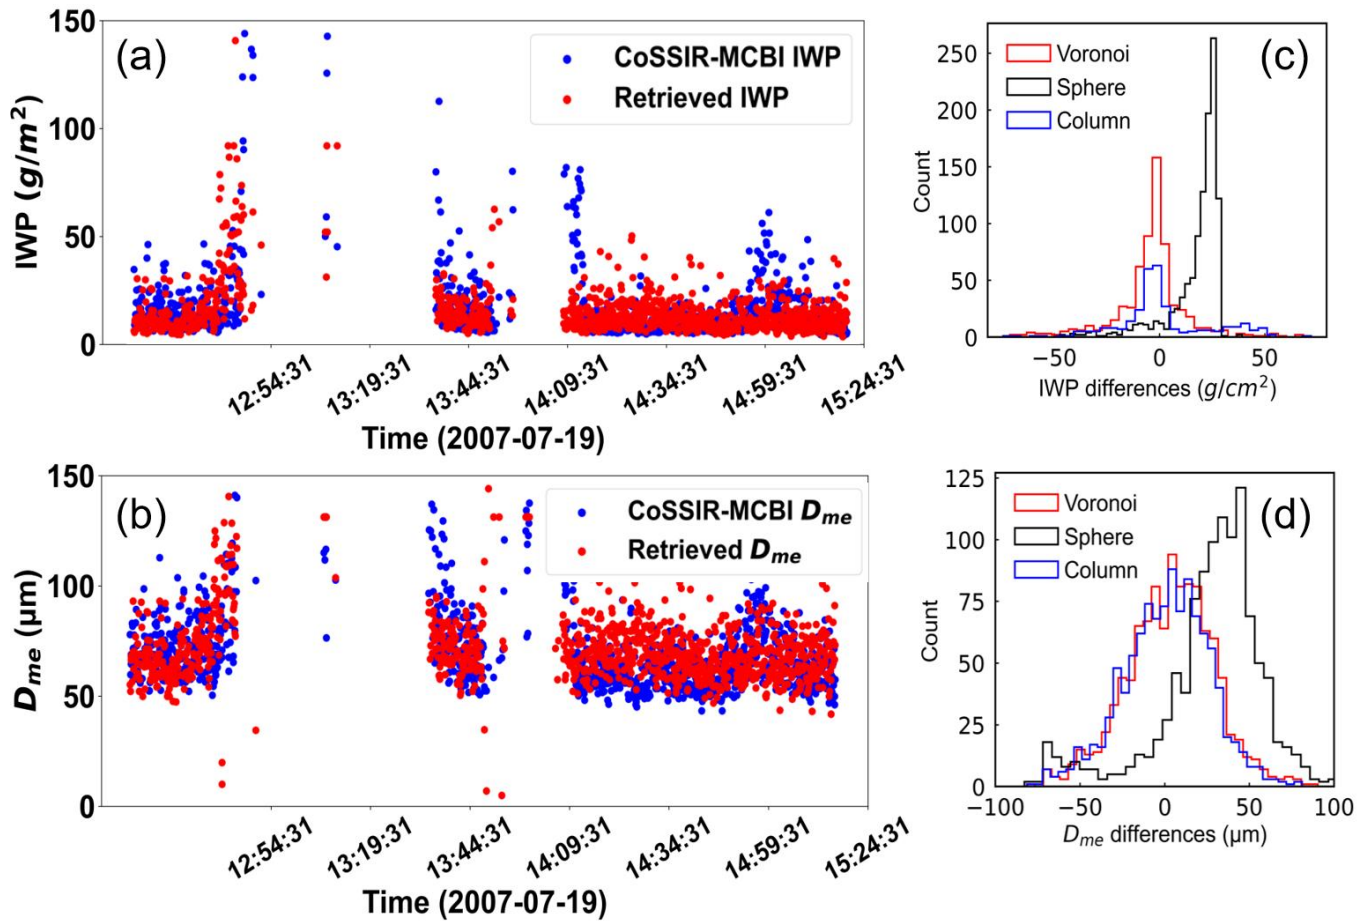 (a)
CoSSIR-MCBI IWP
Retrieved IWP
IWP (g/m²)
150
100
50
0
12:54:31
13:19:31
13:44:31
14:09:31
14:34:31
14:59:31
15:24:31
Time (2007-07-19)
(c)
Voronoi
Sphere
Column
Count
250
200
150
100
50
0
−50
0
50
IWP differences (g/cm²)
(b)
CoSSIR-MCBI Dme
Retrieved Dme
Dme (µm)
150
100
50
0
12:54:31
13:19:31
13:44:31
14:09:31
14:34:31
14:59:31
15:24:31
Time (2007-07-19)
(d)
Voronoi
Sphere
Column
Count
125
100
75
50
25
0
−100
−50
0
50
100
Dme differences (µm)